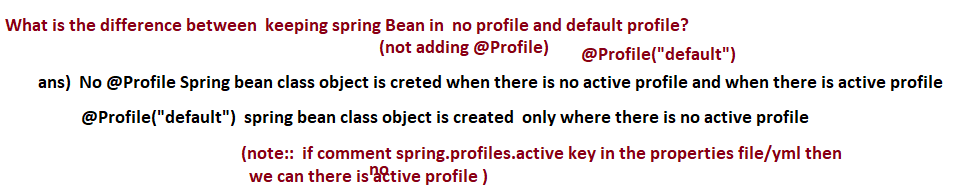 What is the difference between  keeping spring Bean in  no profile and default profile?
(not adding @Profile)     @Profile("default")
ans)  No @Profile Spring bean class object is creted when there is no active profile and when there is active profile
@Profile("default")  spring bean class object is created  only where there is no active profile
(note::  if comment spring.profiles.active key in the properties file/yml then
we can there is no active profile )